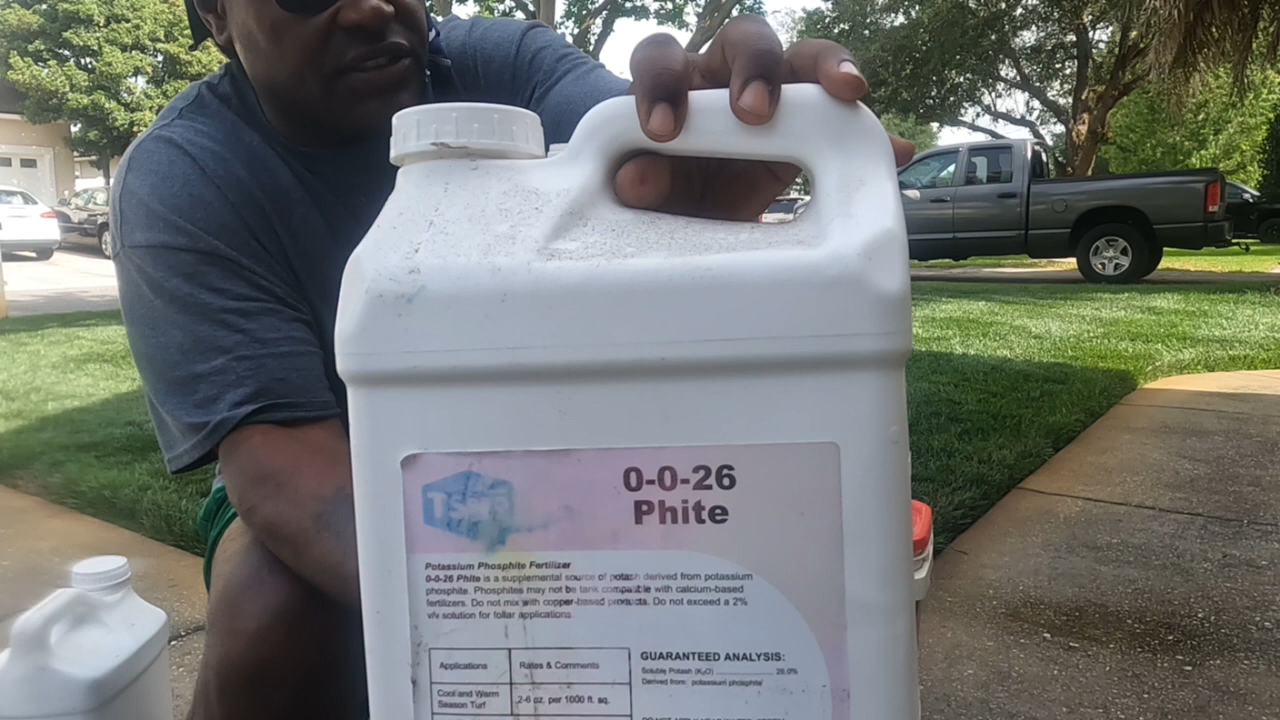 0-0-26
Phite
Potassium Phosphite Fertilizer
0-0-26 Phite is a supplemental source of potash derived from potassium
phosphite. Phosphites may not be tank compatible with calcium-based
fertilizers. Do not mix with copper-based products. Do not exceed a 2%
v/v solution for foliar applications.
Applications Rates & Comments
Cool and Warm
Season Turf 2-6 oz. per 1000 ft. sq.
GUARANTEED ANALYSIS:
Soluble Potash (K₂O) 26.0%
Derived from: potassium phosphite